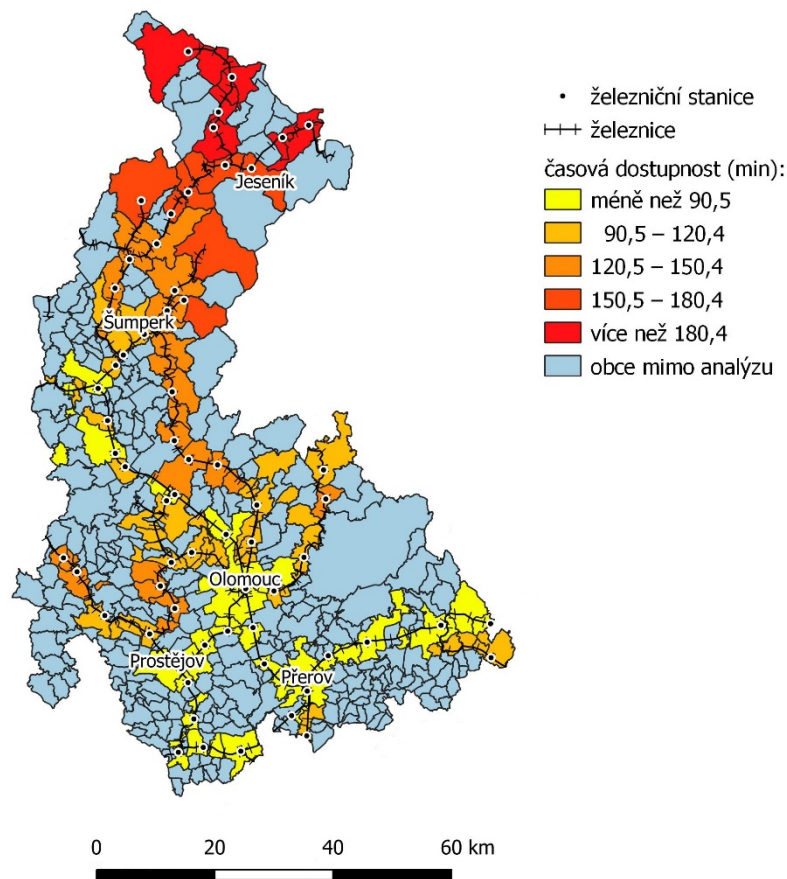 železniční stanice
železnice
časová dostupnost (min):
méně než 90,5
90,5 – 120,4
120,5 – 150,4
150,5 – 180,4
více než 180,4
obce mimo analýzu
Jeseník
Šumperk
Olomouc
Prostějov
Přerov
0 20 40 60 km